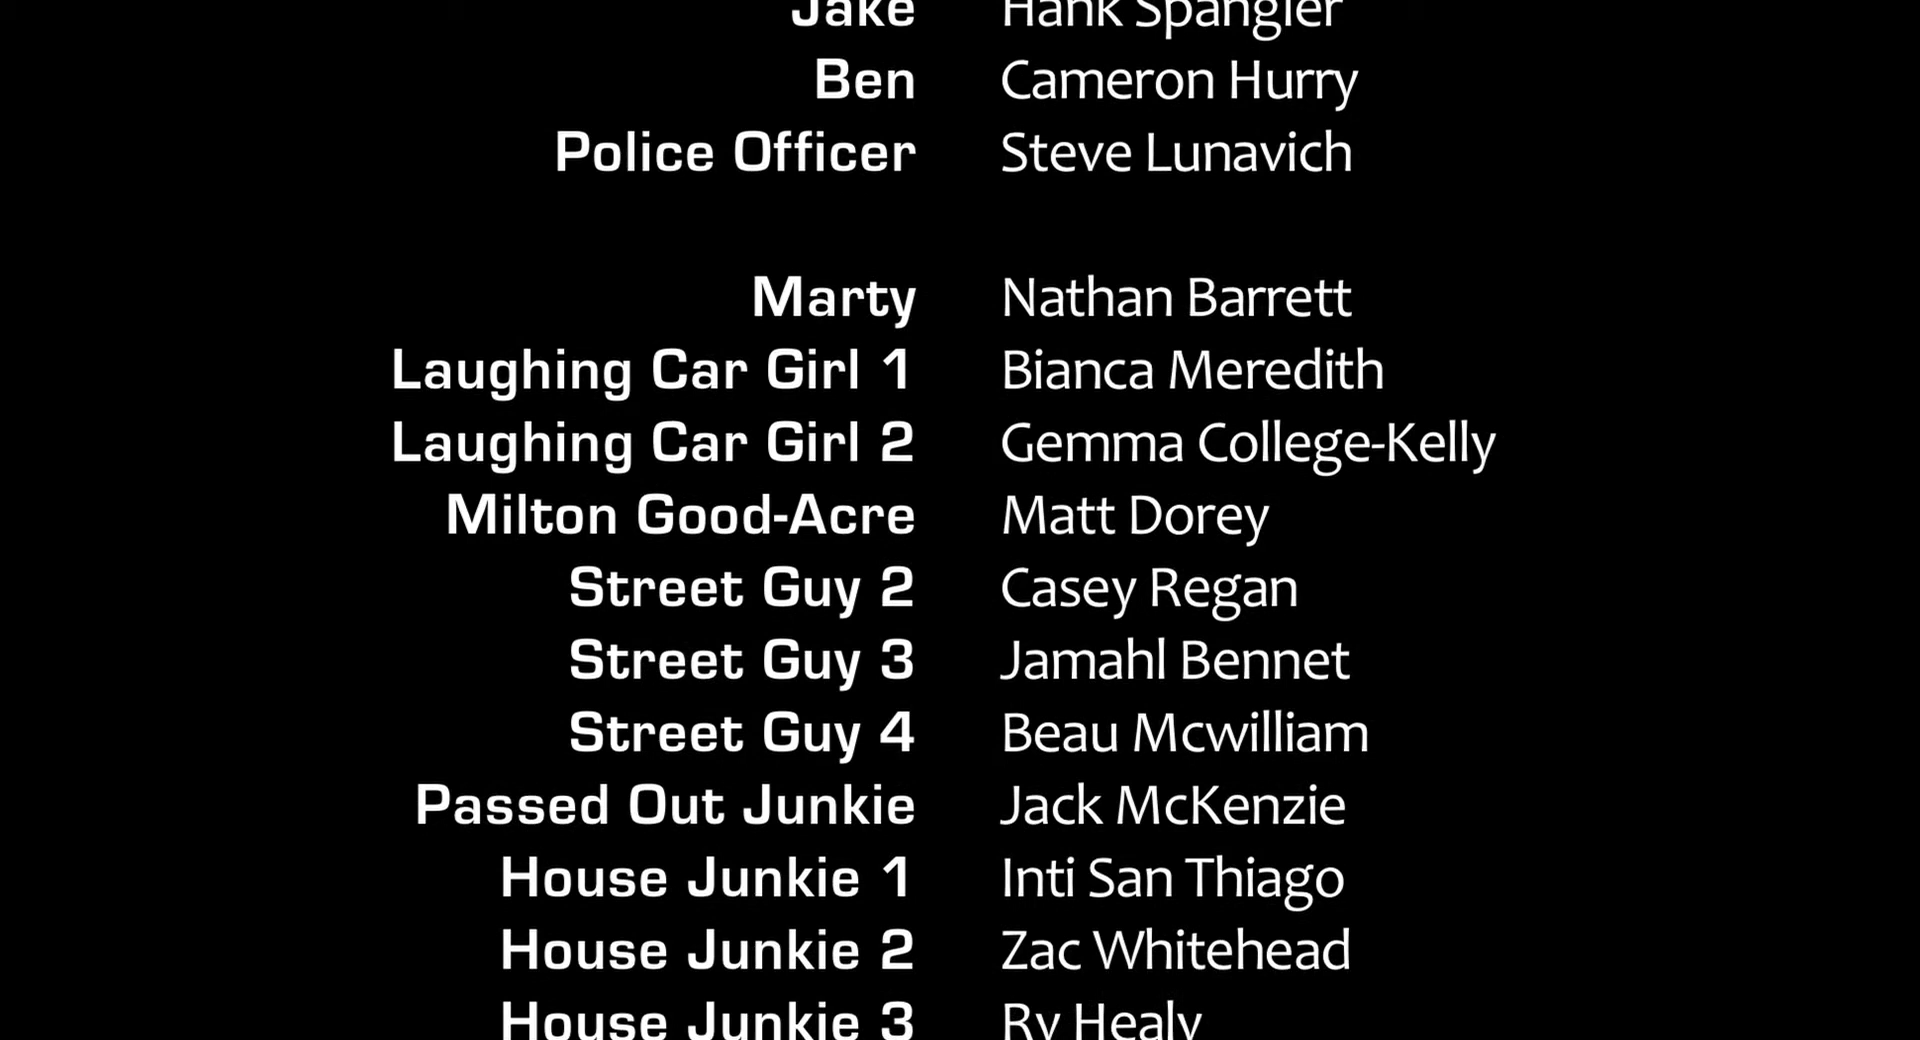 Jake Hank Spangler
Ben Cameron Hurry
Police Officer Steve Lunavich
Marty Nathan Barrett
Laughing Car Girl 1 Bianca Meredith
Laughing Car Girl 2 Gemma College-Kelly
Milton Good-Acre Matt Dorey
Street Guy 2 Casey Regan
Street Guy 3 Jamahl Bennet
Street Guy 4 Beau Mcwilliam
Passed Out Junkie Jack McKenzie
House Junkie 1 Inti San Thiago
House Junkie 2 Zac Whitehead
House Junkie 3 Ry Healy